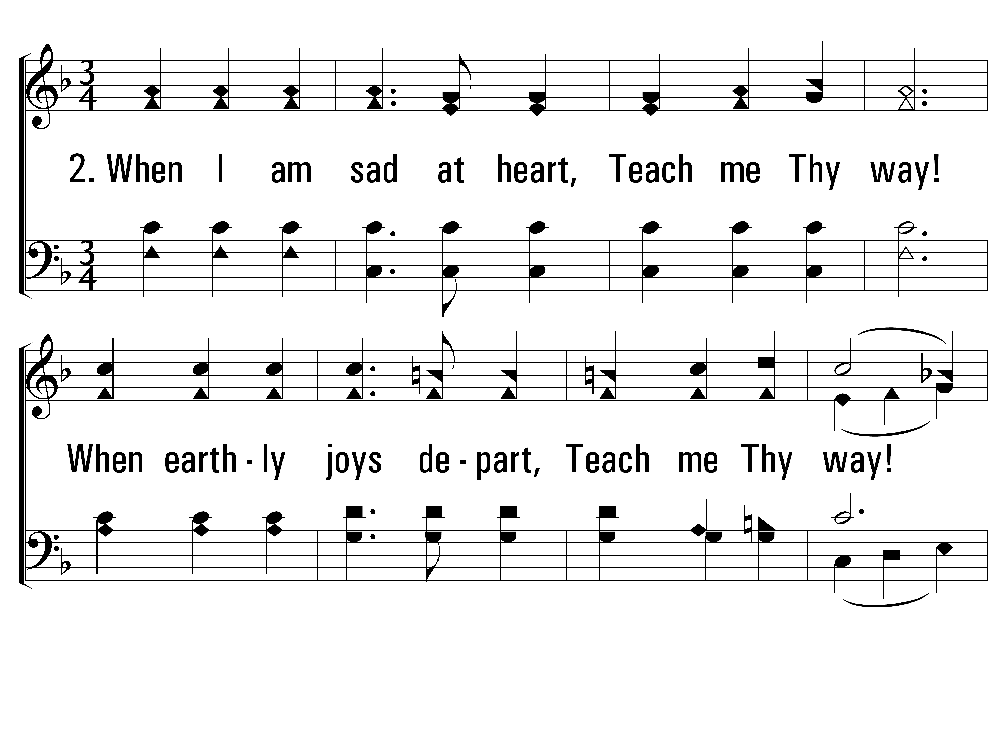 2. When I am sad at heart, Teach me Thy way!
When earth - ly joys de - part, Teach me Thy way!